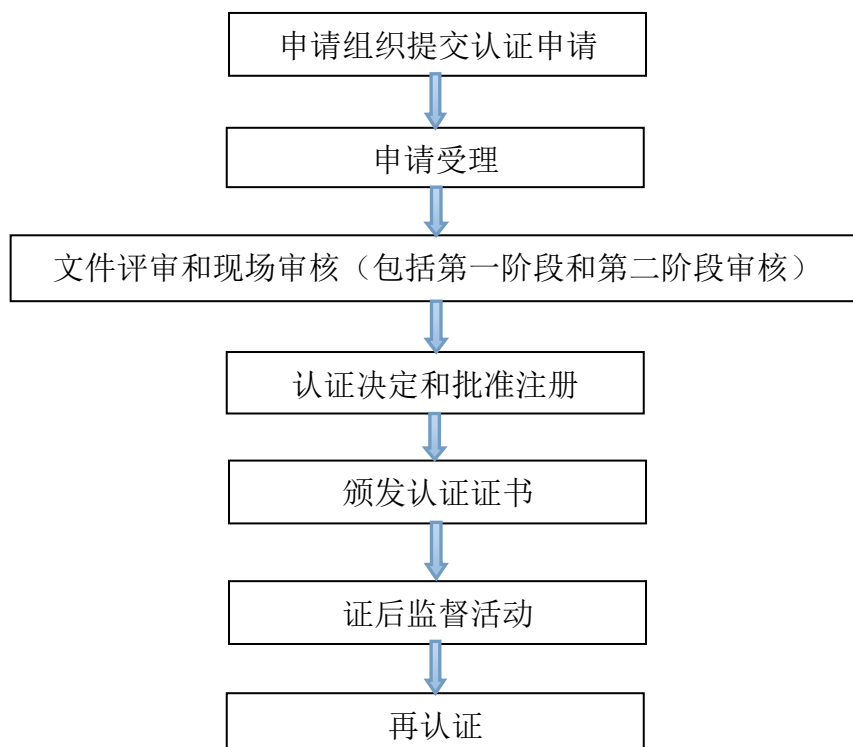 申请组织提交认证申请
申请受理
文件评审和现场审核（包括第一阶段和第二阶段审核）
认证决定和批准注册
颁发认证证书
证后监督活动
再认证